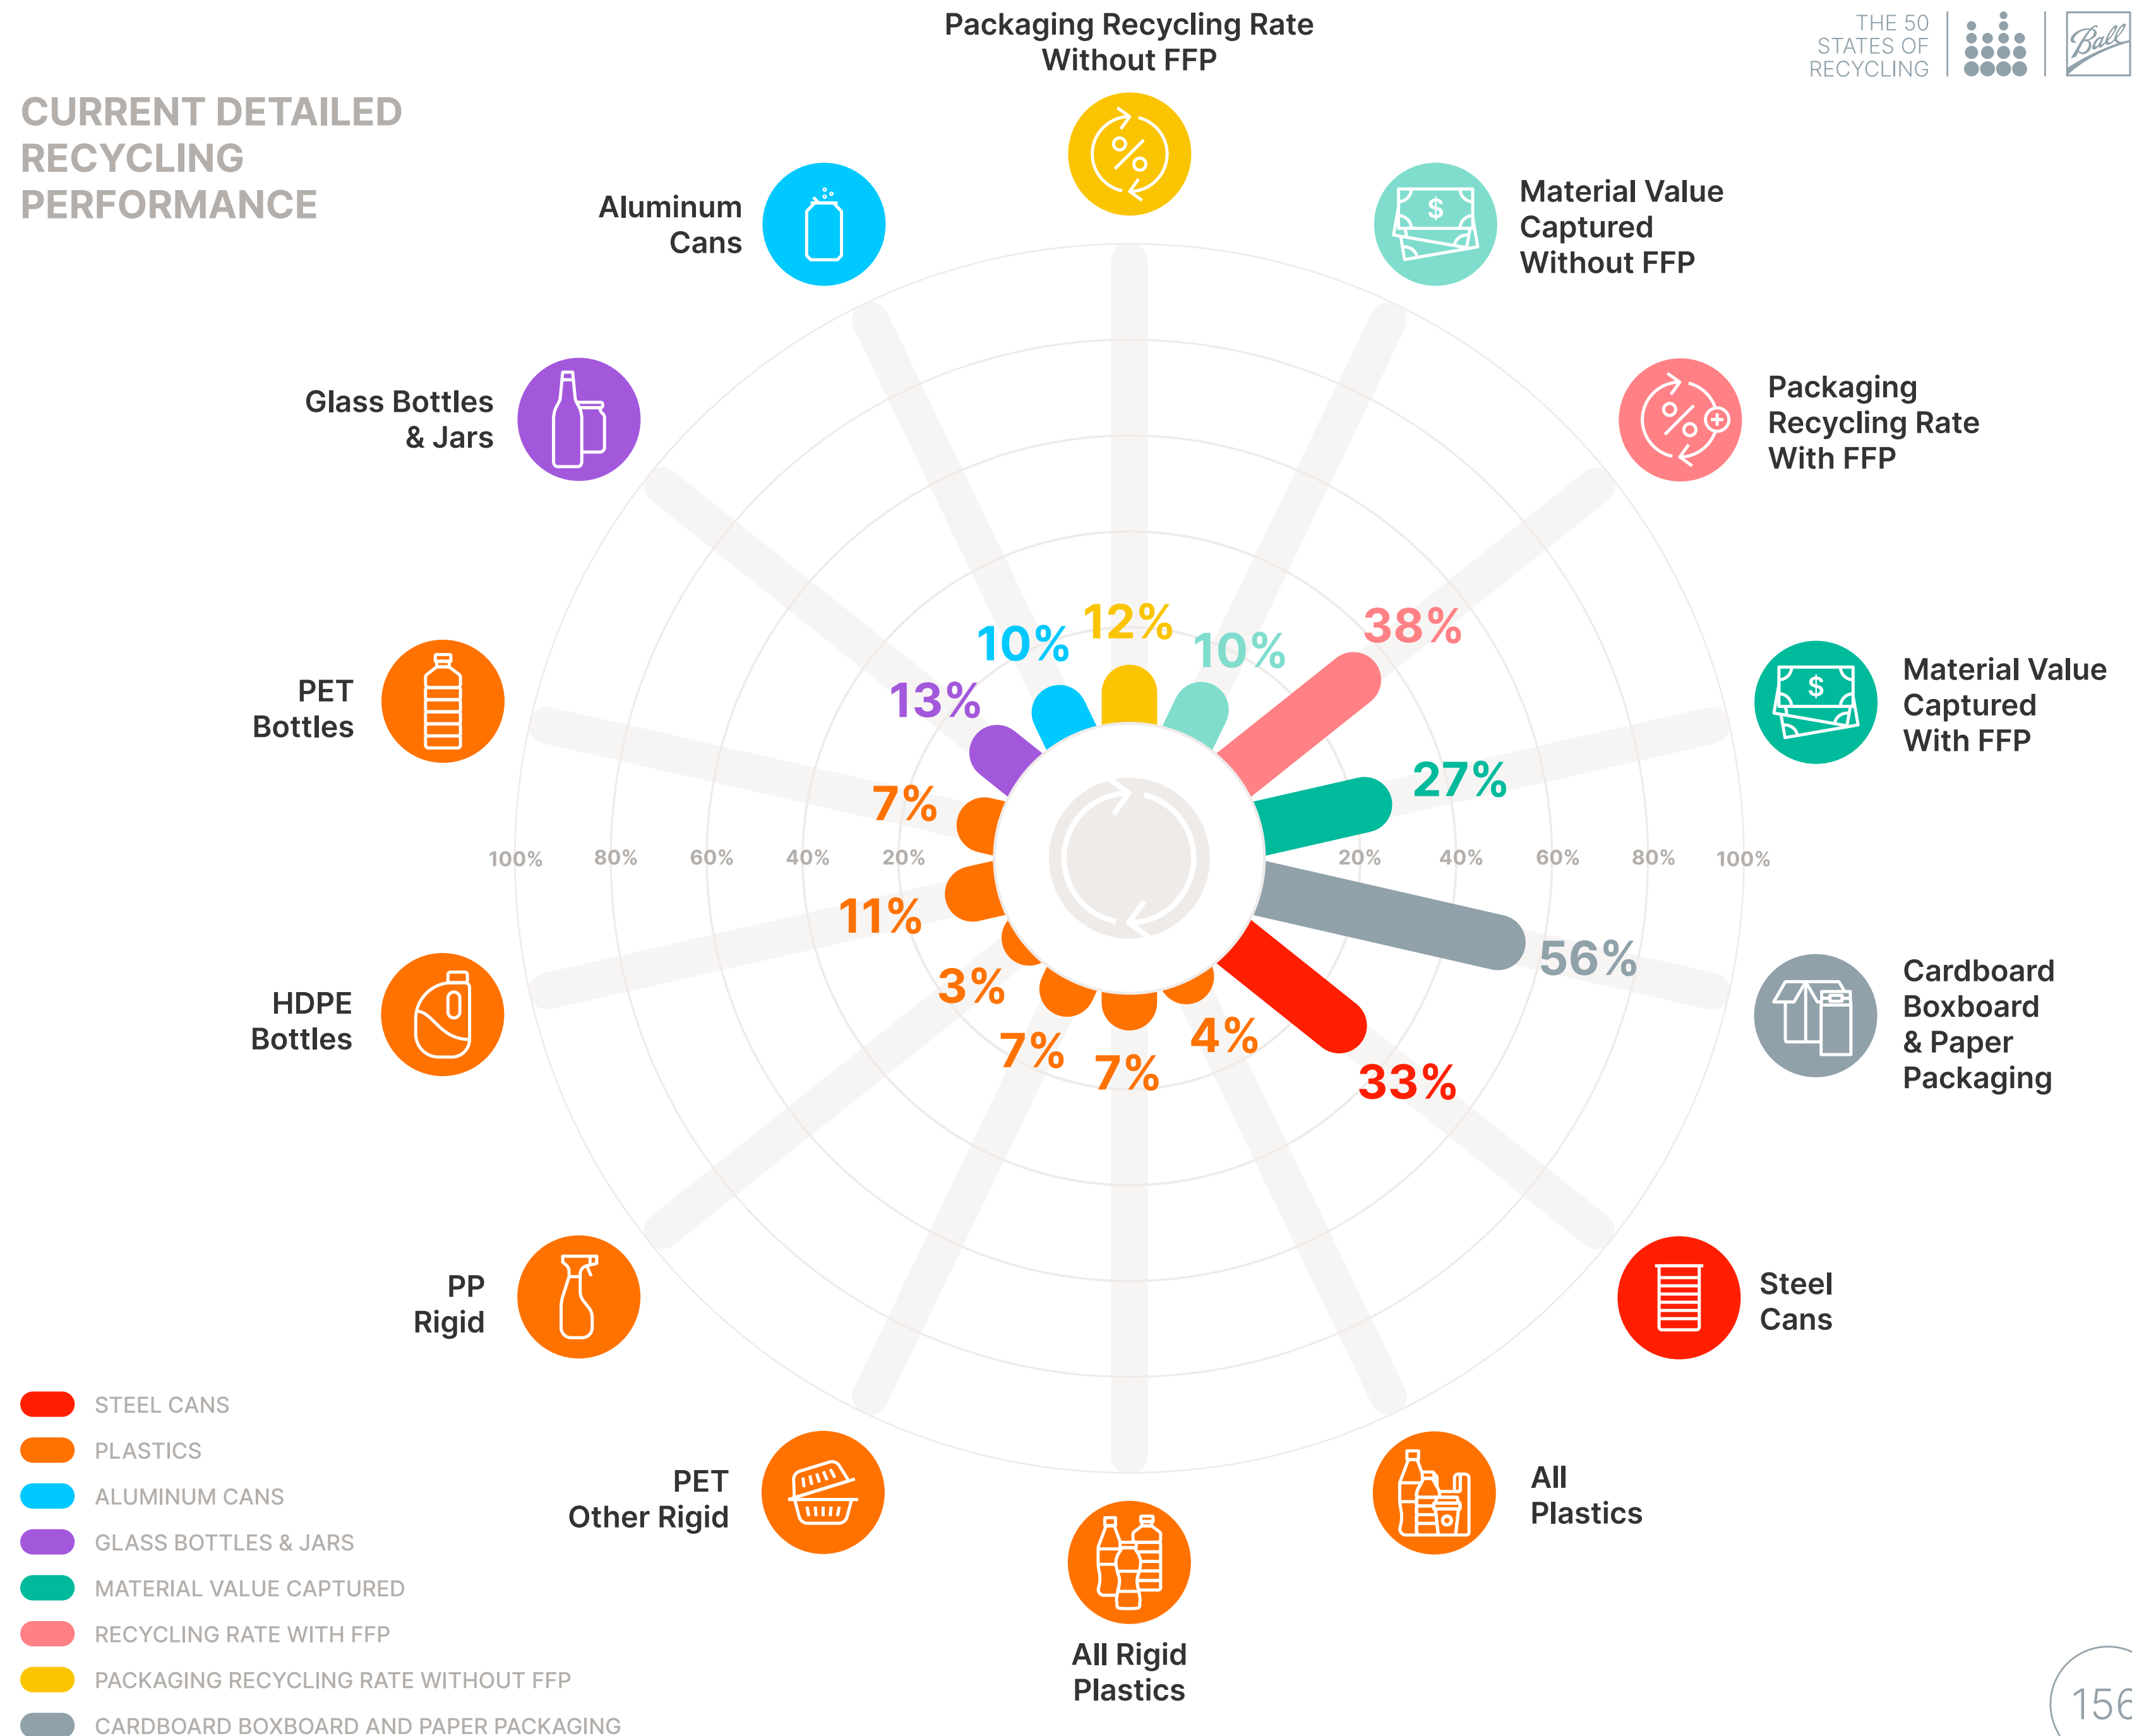 Packaging Recycling Rate
Without FFP
THE 50
STATES OF
RECYCLING
Ball
CURRENT DETAILED
RECYCLING
PERFORMANCE
Aluminum
Cans
Material Value
Captured
Without FFP
Glass Bottles
& Jars
Packaging
Recycling Rate
With FFP
PET
Bottles
Material Value
Captured
With FFP
12%
10%
10%
38%
13%
27%
7%
100% 80% 60% 40% 20% 20% 40% 60% 80% 100%
11%
56%
3%
7%
7%
4%
33%
HDPE
Bottles
Cardboard
Boxboard
& Paper
Packaging
PP
Rigid
Steel
Cans
PET
Other Rigid
All
Plastics
All Rigid
Plastics
STEEL CANS
PLASTICS
ALUMINUM CANS
GLASS BOTTLES & JARS
MATERIAL VALUE CAPTURED
RECYCLING RATE WITH FFP
PACKAGING RECYCLING RATE WITHOUT FFP
CARDBOARD BOXBOARD AND PAPER PACKAGING
156